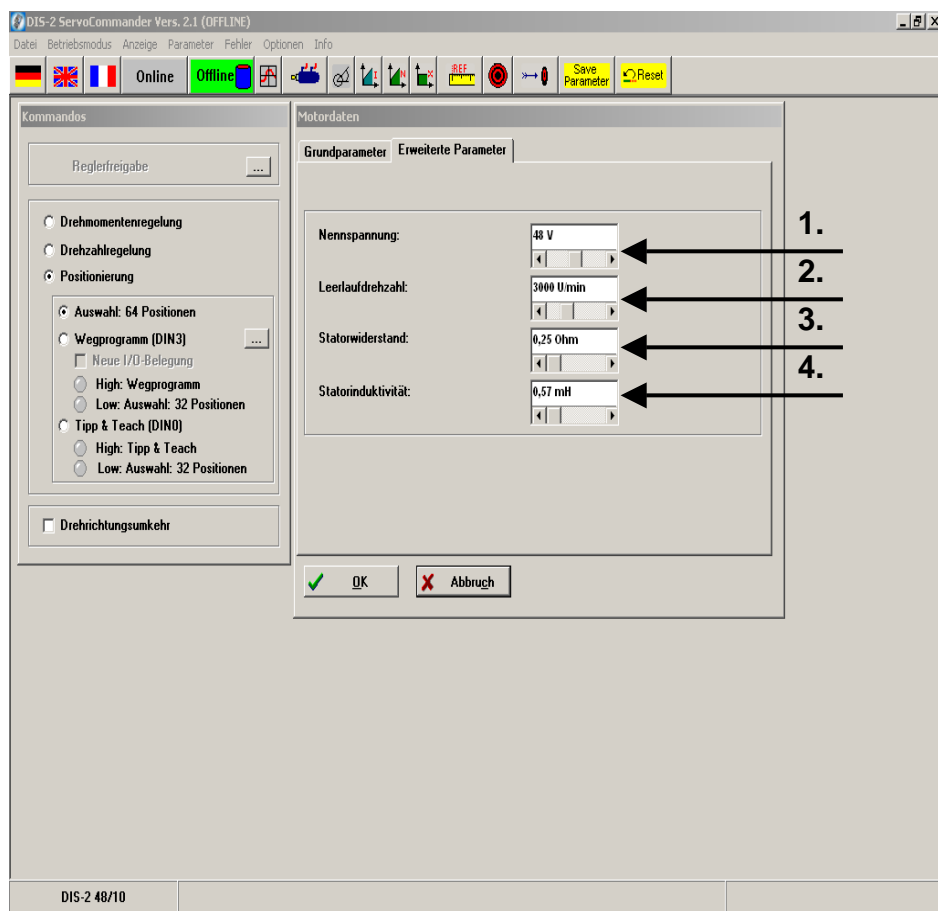 DIS-2 ServoCommander Vers. 2.1 (OFFLINE)
Datei Betriebsmodus Anzeige Parameter Fehler Optionen Info
Online Offline REF Save Parameter Reset
Kommandos
Reglerfreigabe ...
Drehmomentenregelung
Drehzahlregelung
Positionierung
Auswahl: 64 Positionen
Wegprogramm (DIN3) ...
Neue I/O-Belegung
High: Wegprogramm
Low: Auswahl: 32 Positionen
Tipp & Teach (DIN0)
High: Tipp & Teach
Low: Auswahl: 32 Positionen
Drehrichtungsumkehr
Motordaten
Grundparameter Erweiterte Parameter
Nennspannung: 48 V
Leerlaufdrehzahl: 3000 U/min
Statorwiderstand: 0,25 Ohm
Statorinduktivität: 0,57 mH
OK Abbruch
1.
2.
3.
4.
DIS-2 48/10